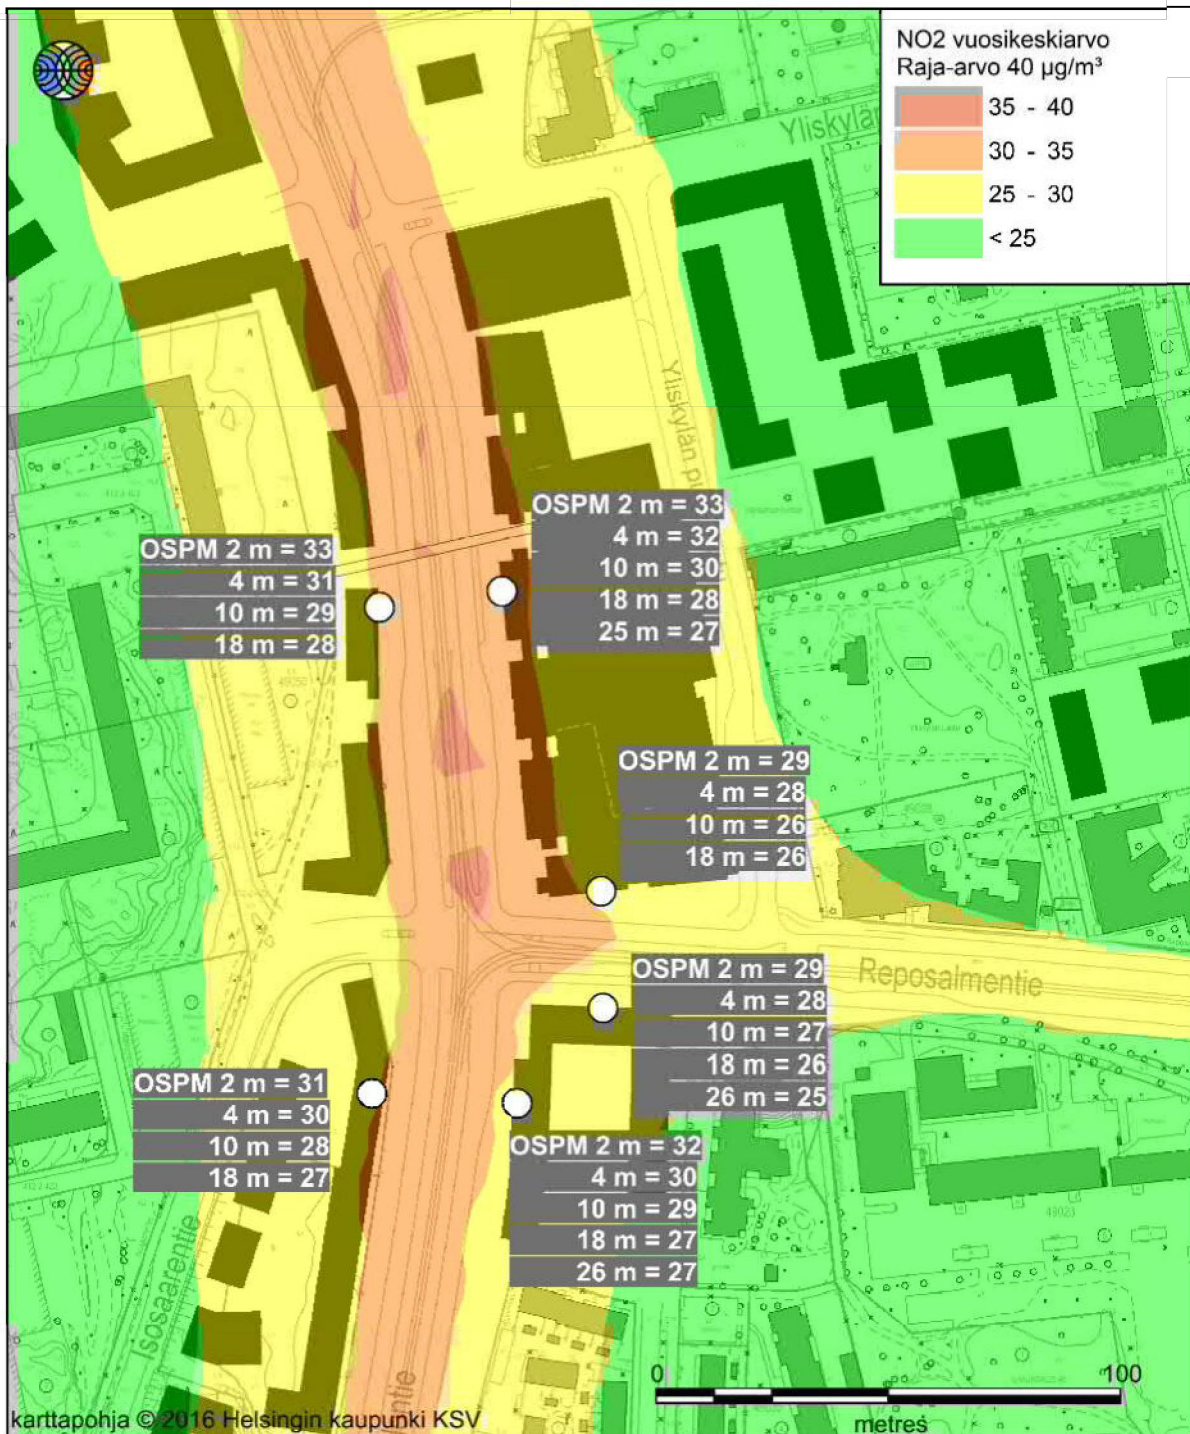 NO2 vuosikeskiarvo
Raja-arvo 40 µg/m³
35 - 40
30 - 35
25 - 30
< 25
Yliskylän
Yliskylän pu
OSPM 2 m = 33
4 m = 32
10 m = 30
18 m = 28
25 m = 27
OSPM 2 m = 33
4 m = 31
10 m = 29
18 m = 28
OSPM 2 m = 29
4 m = 28
10 m = 26
18 m = 26
Reposalmentie
OSPM 2 m = 29
4 m = 28
10 m = 27
18 m = 26
26 m = 25
OSPM 2 m = 31
4 m = 30
10 m = 28
18 m = 27
OSPM 2 m = 32
4 m = 30
10 m = 29
18 m = 27
26 m = 27
49023
Isosaarentie
ntie
0 100
metres
karttapohja © 2016 Helsingin kaupunki KSV